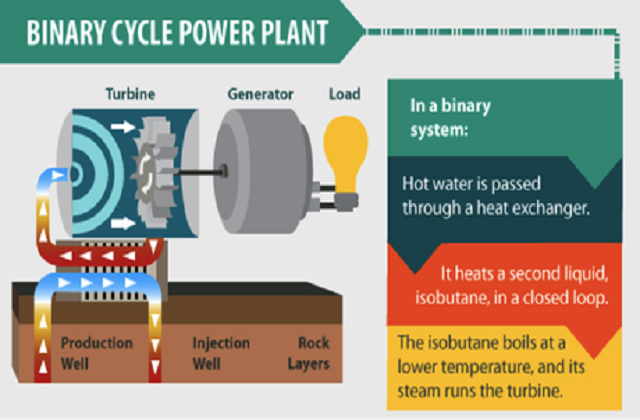 BINARY CYCLE POWER PLANT
Turbine
Generator
Load
Production
Well
Injection
Well
Rock
Layers
In a binary
system:
Hot water is passed
through a heat exchanger.
It heats a second liquid,
isobutane, in a closed loop.
The isobutane boils at a
lower temperature, and its
steam runs the turbine.